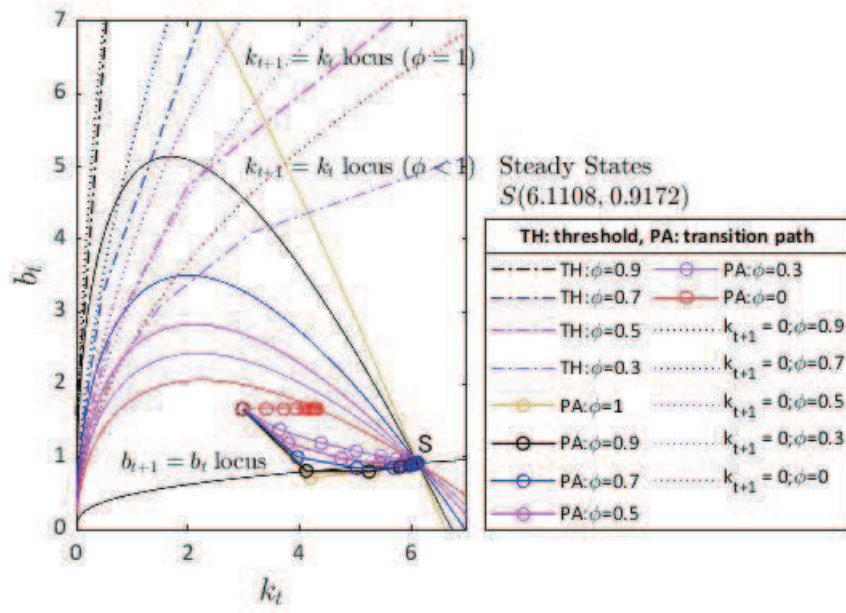 7
6
5
4
3
2
1
0
0
2
4
6
b_t
k_t
k_{t+1} = k_t locus (ϕ = 1)
k_{t+1} = k_t locus (ϕ < 1)
b_{t+1} = b_t locus
S
Steady States
S(6.1108, 0.9172)
TH: threshold, PA: transition path
TH:ϕ=0.9
TH:ϕ=0.7
TH:ϕ=0.5
TH:ϕ=0.3
PA:ϕ=1
PA:ϕ=0.9
PA:ϕ=0.7
PA:ϕ=0.5
PA:ϕ=0.3
PA:ϕ=0
k_{t+1} = 0;ϕ=0.9
k_{t+1} = 0;ϕ=0.7
k_{t+1} = 0;ϕ=0.5
k_{t+1} = 0;ϕ=0.3
k_{t+1} = 0;ϕ=0